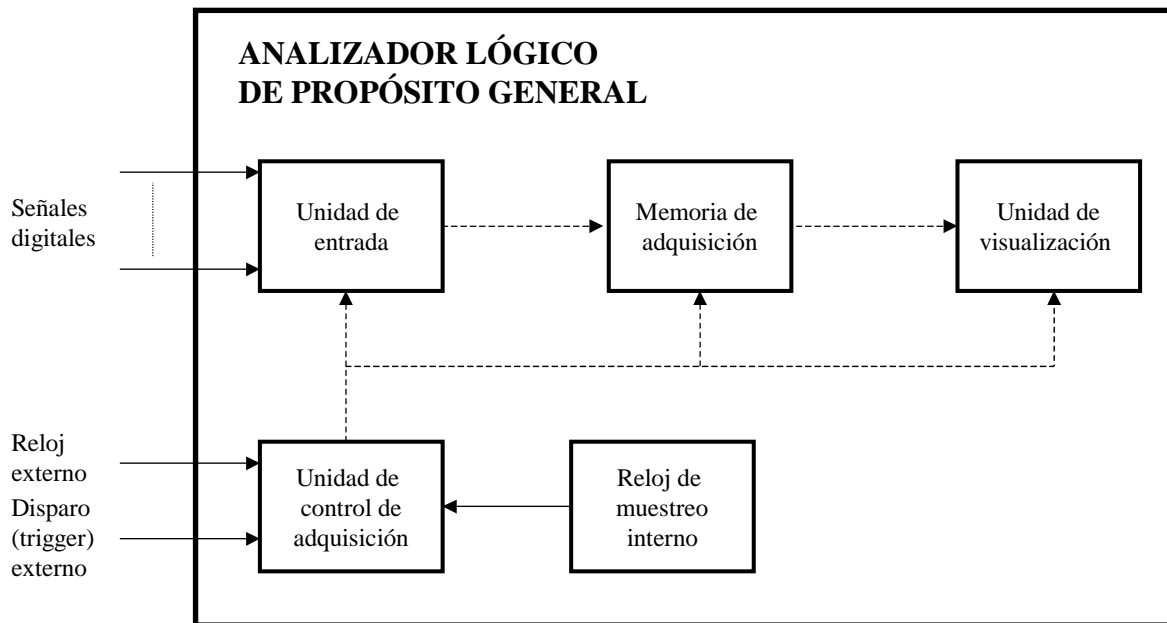 ANALIZADOR LÓGICO
DE PROPÓSITO GENERAL
Señales
digitales
Unidad de
entrada
Memoria de
adquisición
Unidad de
visualización
Reloj
externo
Disparo
(trigger)
externo
Unidad de
control de
adquisición
Reloj de
muestreo
interno